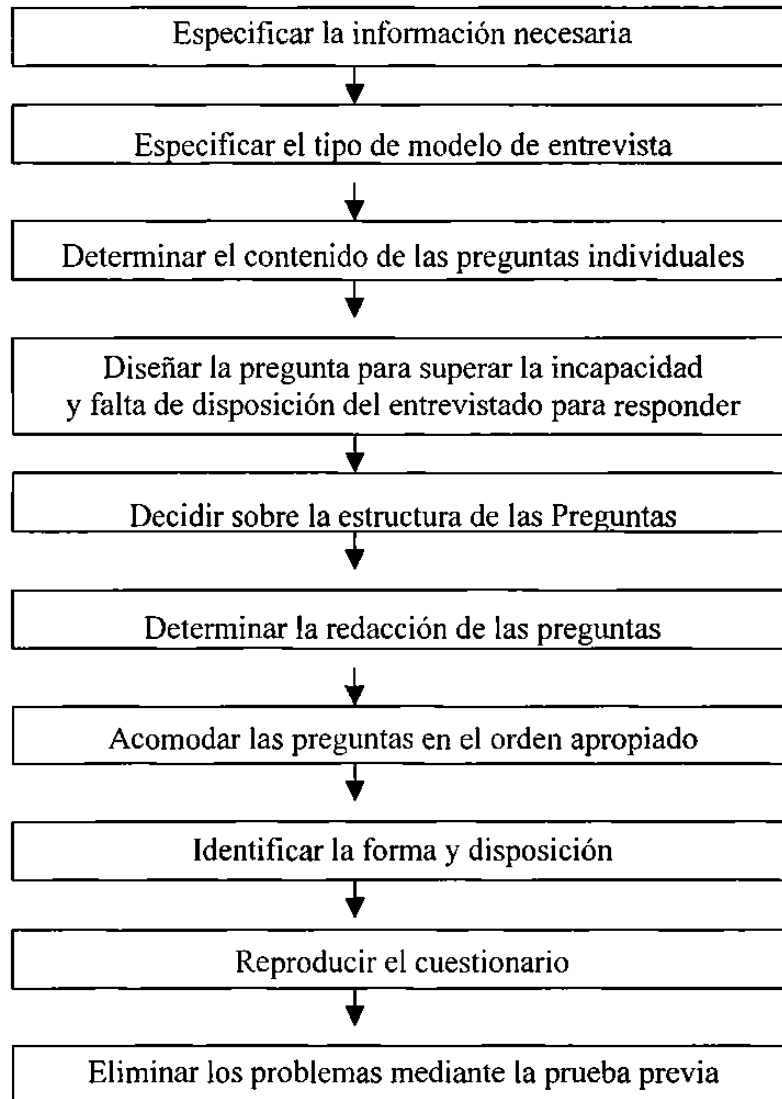 Especificar la información necesaria
Especificar el tipo de modelo de entrevista
Determinar el contenido de las preguntas individuales
Diseñar la pregunta para superar la incapacidad
y falta de disposición del entrevistado para responder
Decidir sobre la estructura de las Preguntas
Determinar la redacción de las preguntas
Acomodar las preguntas en el orden apropiado
Identificar la forma y disposición
Reproducir el cuestionario
Eliminar los problemas mediante la prueba previa